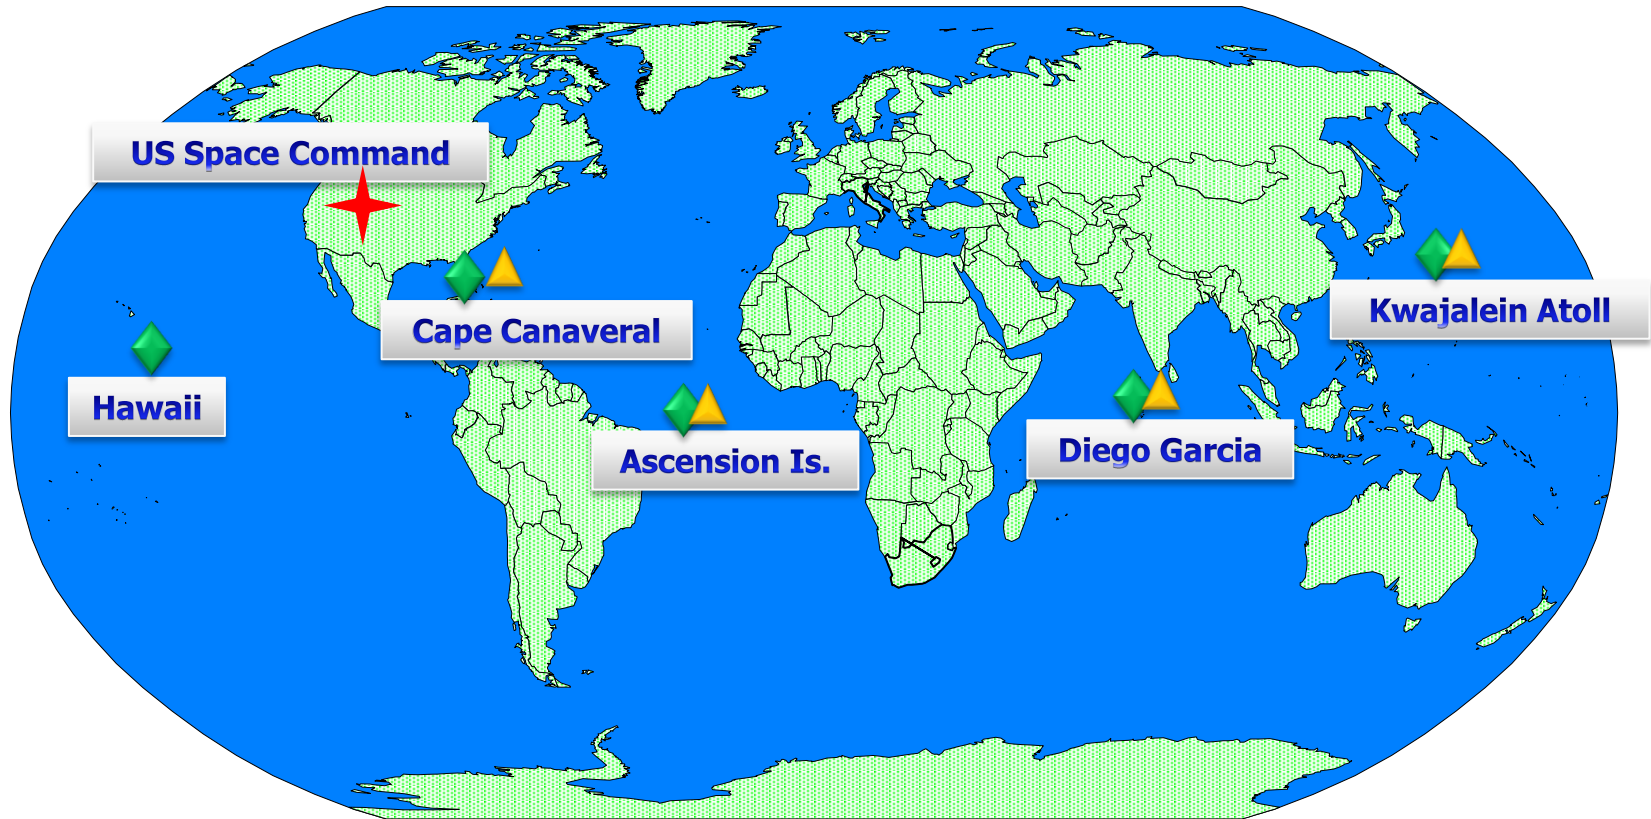 US Space Command
Cape Canaveral
Kwajalein Atoll
Hawaii
Ascension Is.
Diego Garcia